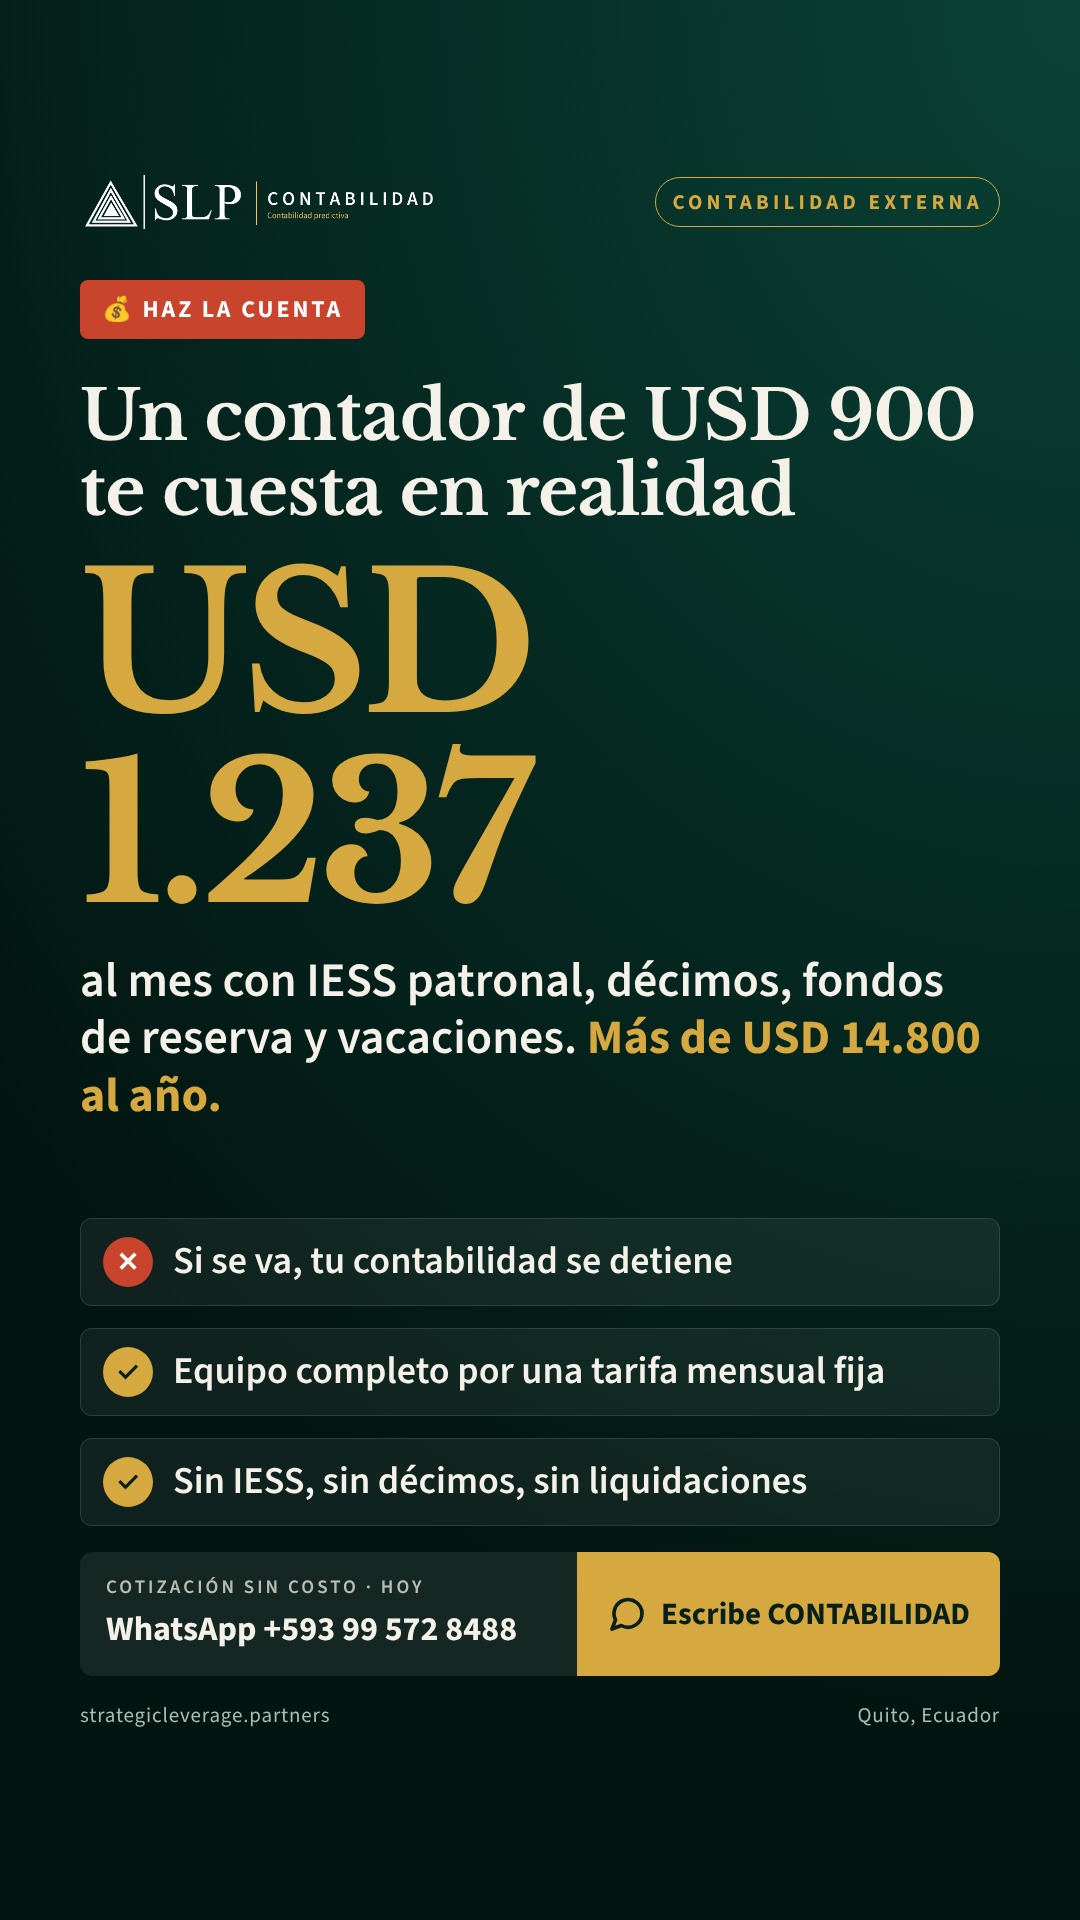 SLP
CONTABILIDAD
Contabilidad predictiva
CONTABILIDAD EXTERNA
💰 HAZ LA CUENTA
Un contador de USD 900
te cuesta en realidad
USD
1.237
al mes con IESS patronal, décimos, fondos
de reserva y vacaciones. Más de USD 14.800
al año.
Si se va, tu contabilidad se detiene
Equipo completo por una tarifa mensual fija
Sin IESS, sin décimos, sin liquidaciones
COTIZACIÓN SIN COSTO · HOY
WhatsApp +593 99 572 8488
Escribe CONTABILIDAD
strategicleverage.partners
Quito, Ecuador